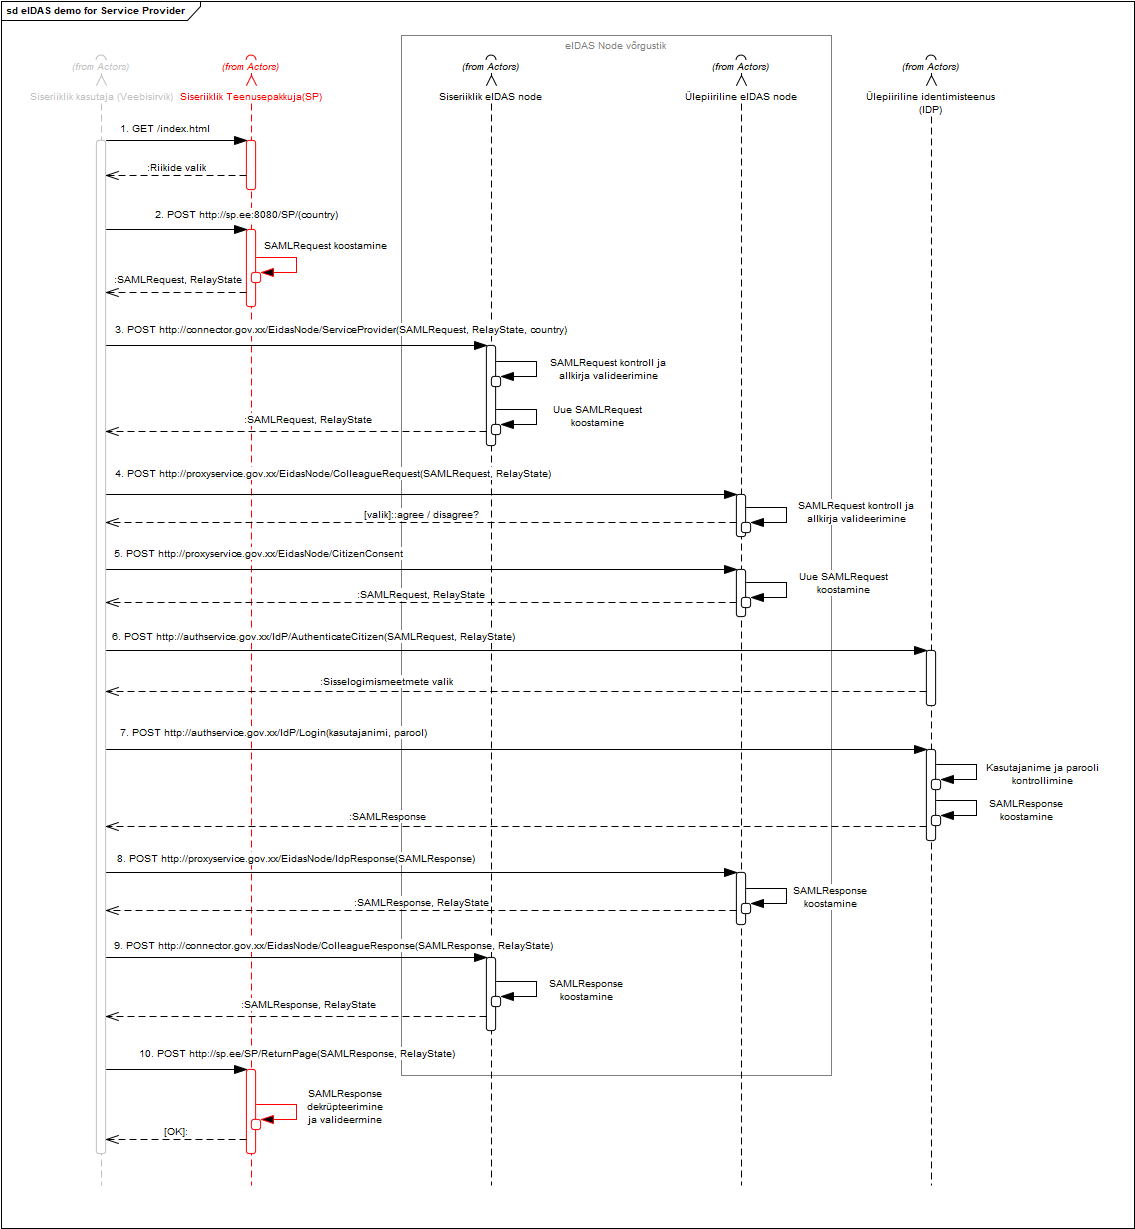 sd eIDAS demo for Service Provider
eIDAS Node võrgustik
(from Actors)
(from Actors)
(from Actors)
(from Actors)
(from Actors)
Siseriiklik kasutaja (Veebisirvik)
Siseriiklik Teenusepakkuja(SP)
Siseriiklik eIDAS node
Ülepiiriline eIDAS node
Ülepiiriline identimisteenus
(IDP)
1. GET /index.html
:Riikide valik
2. POST http://sp.ee:8080/SP/(country)
SAMLRequest koostamine
:SAMLRequest, RelayState
3. POST http://connector.gov.xx/EidasNode/ServiceProvider(SAMLRequest, RelayState, country)
SAMLRequest kontroll ja
allkirja valideerimine
Uue SAMLRequest
koostamine
:SAMLRequest, RelayState
4. POST http://proxyservice.gov.xx/EidasNode/ColleagueRequest(SAMLRequest, RelayState)
SAMLRequest kontroll ja
allkirja valideerimine
[valik]::agree / disagree?
5. POST http://proxyservice.gov.xx/EidasNode/CitizenConsent
Uue SAMLRequest
koostamine
:SAMLRequest, RelayState
6. POST http://authservice.gov.xx/IdP/AuthenticateCitizen(SAMLRequest, RelayState)
:Sisselogimismeetmete valik
7. POST http://authservice.gov.xx/IdP/Login(kasutajanimi, parool)
Kasutajanime ja parooli
kontrollimine
SAMLResponse
koostamine
:SAMLResponse
8. POST http://proxyservice.gov.xx/EidasNode/IdpResponse(SAMLResponse)
SAMLResponse
koostamine
:SAMLResponse, RelayState
9. POST http://connector.gov.xx/EidasNode/ColleagueResponse(SAMLResponse, RelayState)
SAMLResponse
koostamine
:SAMLResponse, RelayState
10. POST http://sp.ee/SP/ReturnPage(SAMLResponse, RelayState)
SAMLResponse
dekrüpteerimine
ja valideermine
[OK]: